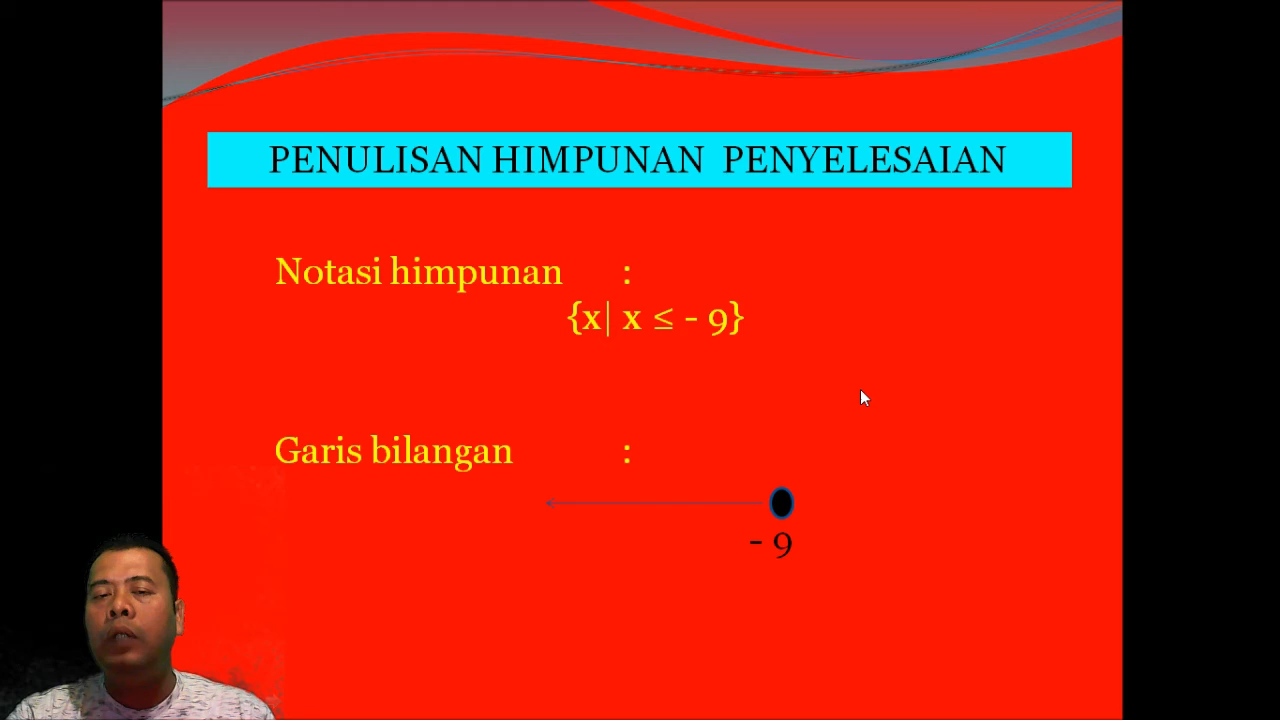 PENULISAN HIMPUNAN PENYELESAIAN
Notasi himpunan :
{x| x ≤ - 9}
Garis bilangan :
- 9